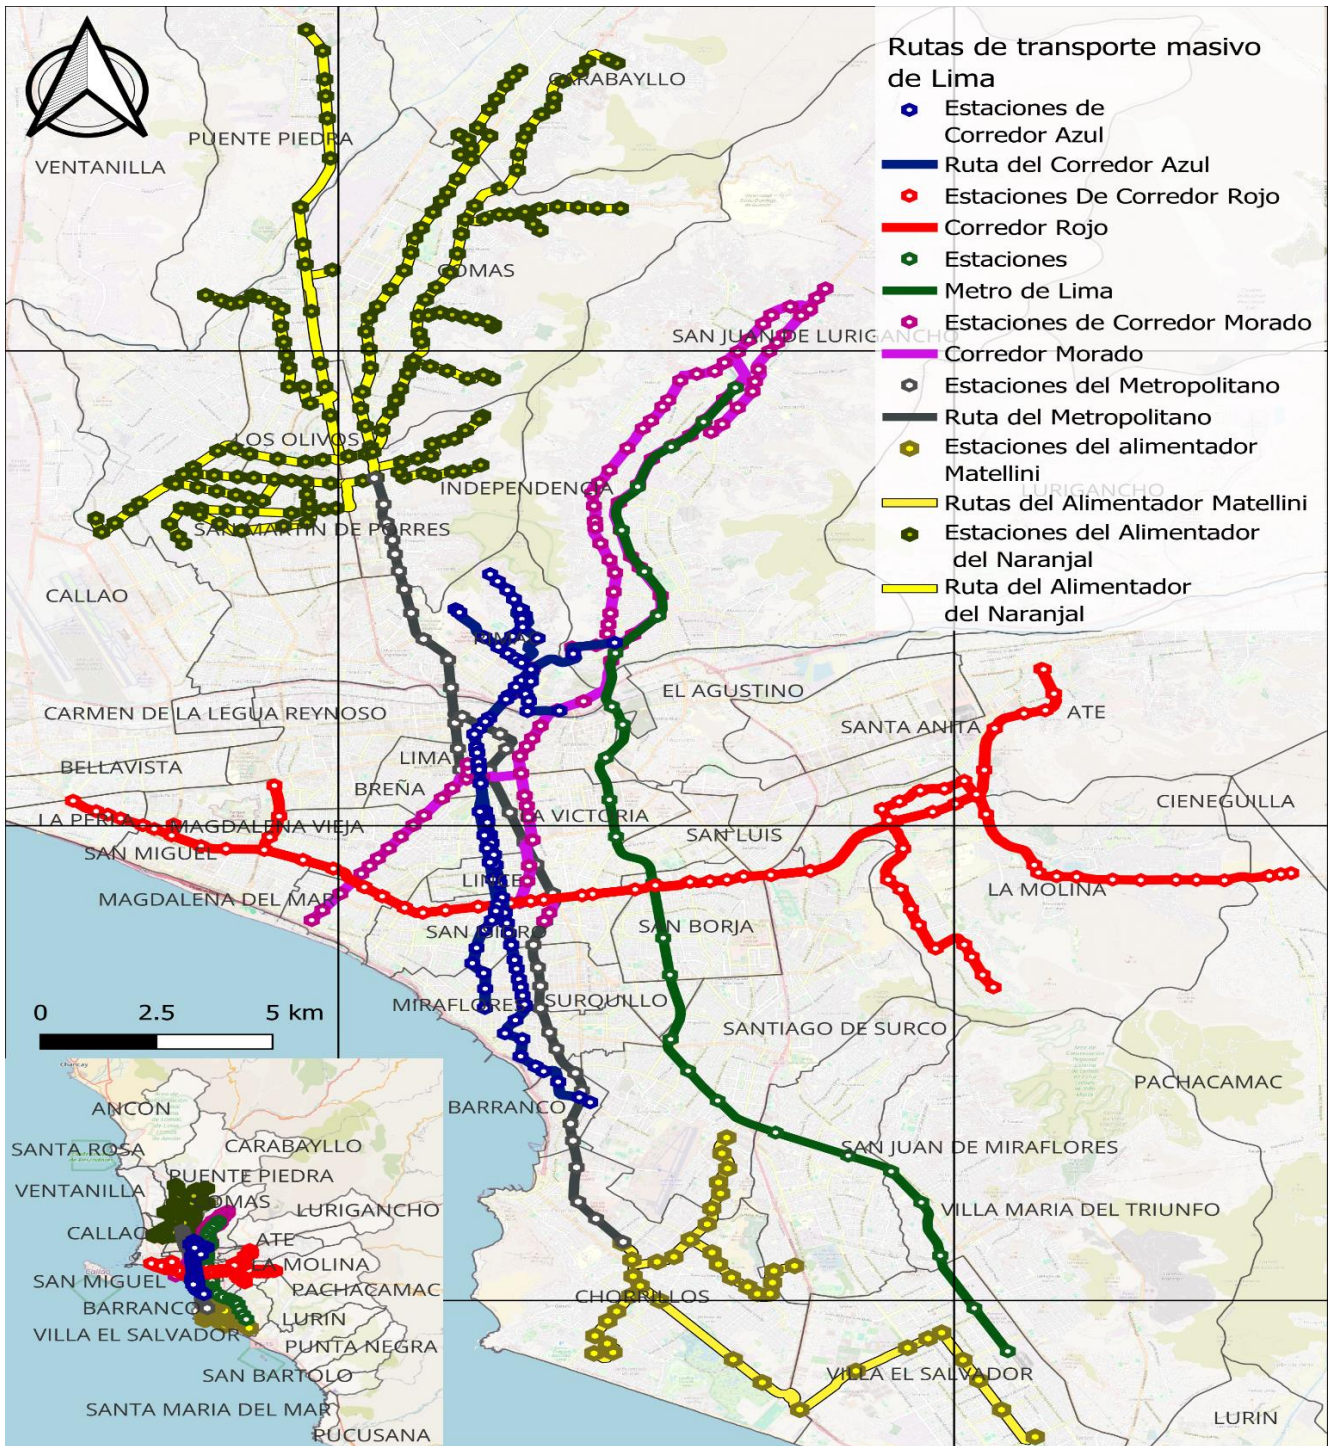 Rutas de transporte masivo
de Lima
Estaciones de
Corredor Azul
Ruta del Corredor Azul
Estaciones De Corredor Rojo
Corredor Rojo
Estaciones
Metro de Lima
Estaciones de Corredor Morado
Corredor Morado
Estaciones del Metropolitano
Ruta del Metropolitano
Estaciones del alimentador
Matellini
Rutas del Alimentador Matellini
Estaciones del Alimentador
del Naranjal
Ruta del Alimentador
del Naranjal
CARABAYLLO
PUENTE PIEDRA
VENTANILLA
COMAS
SAN JUAN DE LURIGANCHO
LOS OLIVOS
INDEPENDENCIA
LURIGANCHO
SAN MARTIN DE PORRES
CALLAO
RIMAC
EL AGUSTINO
CARMEN DE LA LEGUA REYNOSO
SANTA ANITA
ATE
LIMA
BELLAVISTA
BREÑA
CIENEGUILLA
LA PERLA
MAGDALENA VIEJA
LA VICTORIA
SAN LUIS
SAN MIGUEL
LINCE
LA MOLINA
MAGDALENA DEL MAR
SAN ISIDRO
SAN BORJA
MIRAFLORES
SURQUILLO
SANTIAGO DE SURCO
0 2.5 5 km
PACHACAMAC
BARRANCO
SAN JUAN DE MIRAFLORES
VILLA MARIA DEL TRIUNFO
CHORRILLOS
VILLA EL SALVADOR
LURIN
Chancay
ANCON
SANTA ROSA
CARABAYLLO
PUENTE PIEDRA
VENTANILLA
COMAS
LURIGANCHO
CALLAO
ATE
LA MOLINA
SAN MIGUEL
PACHACAMAC
BARRANCO
LURIN
VILLA EL SALVADOR
PUNTA NEGRA
SAN BARTOLO
SANTA MARIA DEL MAR
PUCUSANA